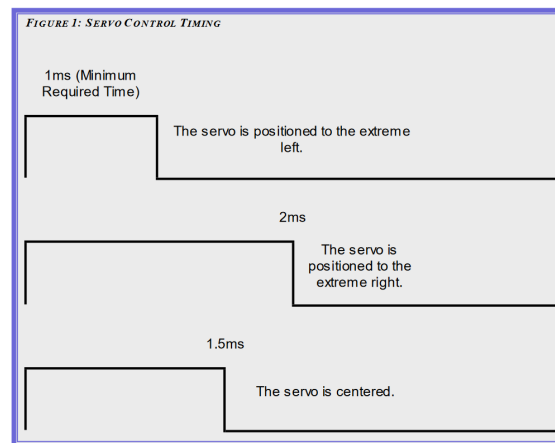 FIGURE 1: SERVO CONTROL TIMING
1ms (Minimum
Required Time)
The servo is positioned to the extreme
left.
2ms
The servo is
positioned to the
extreme right.
1.5ms
The servo is centered.